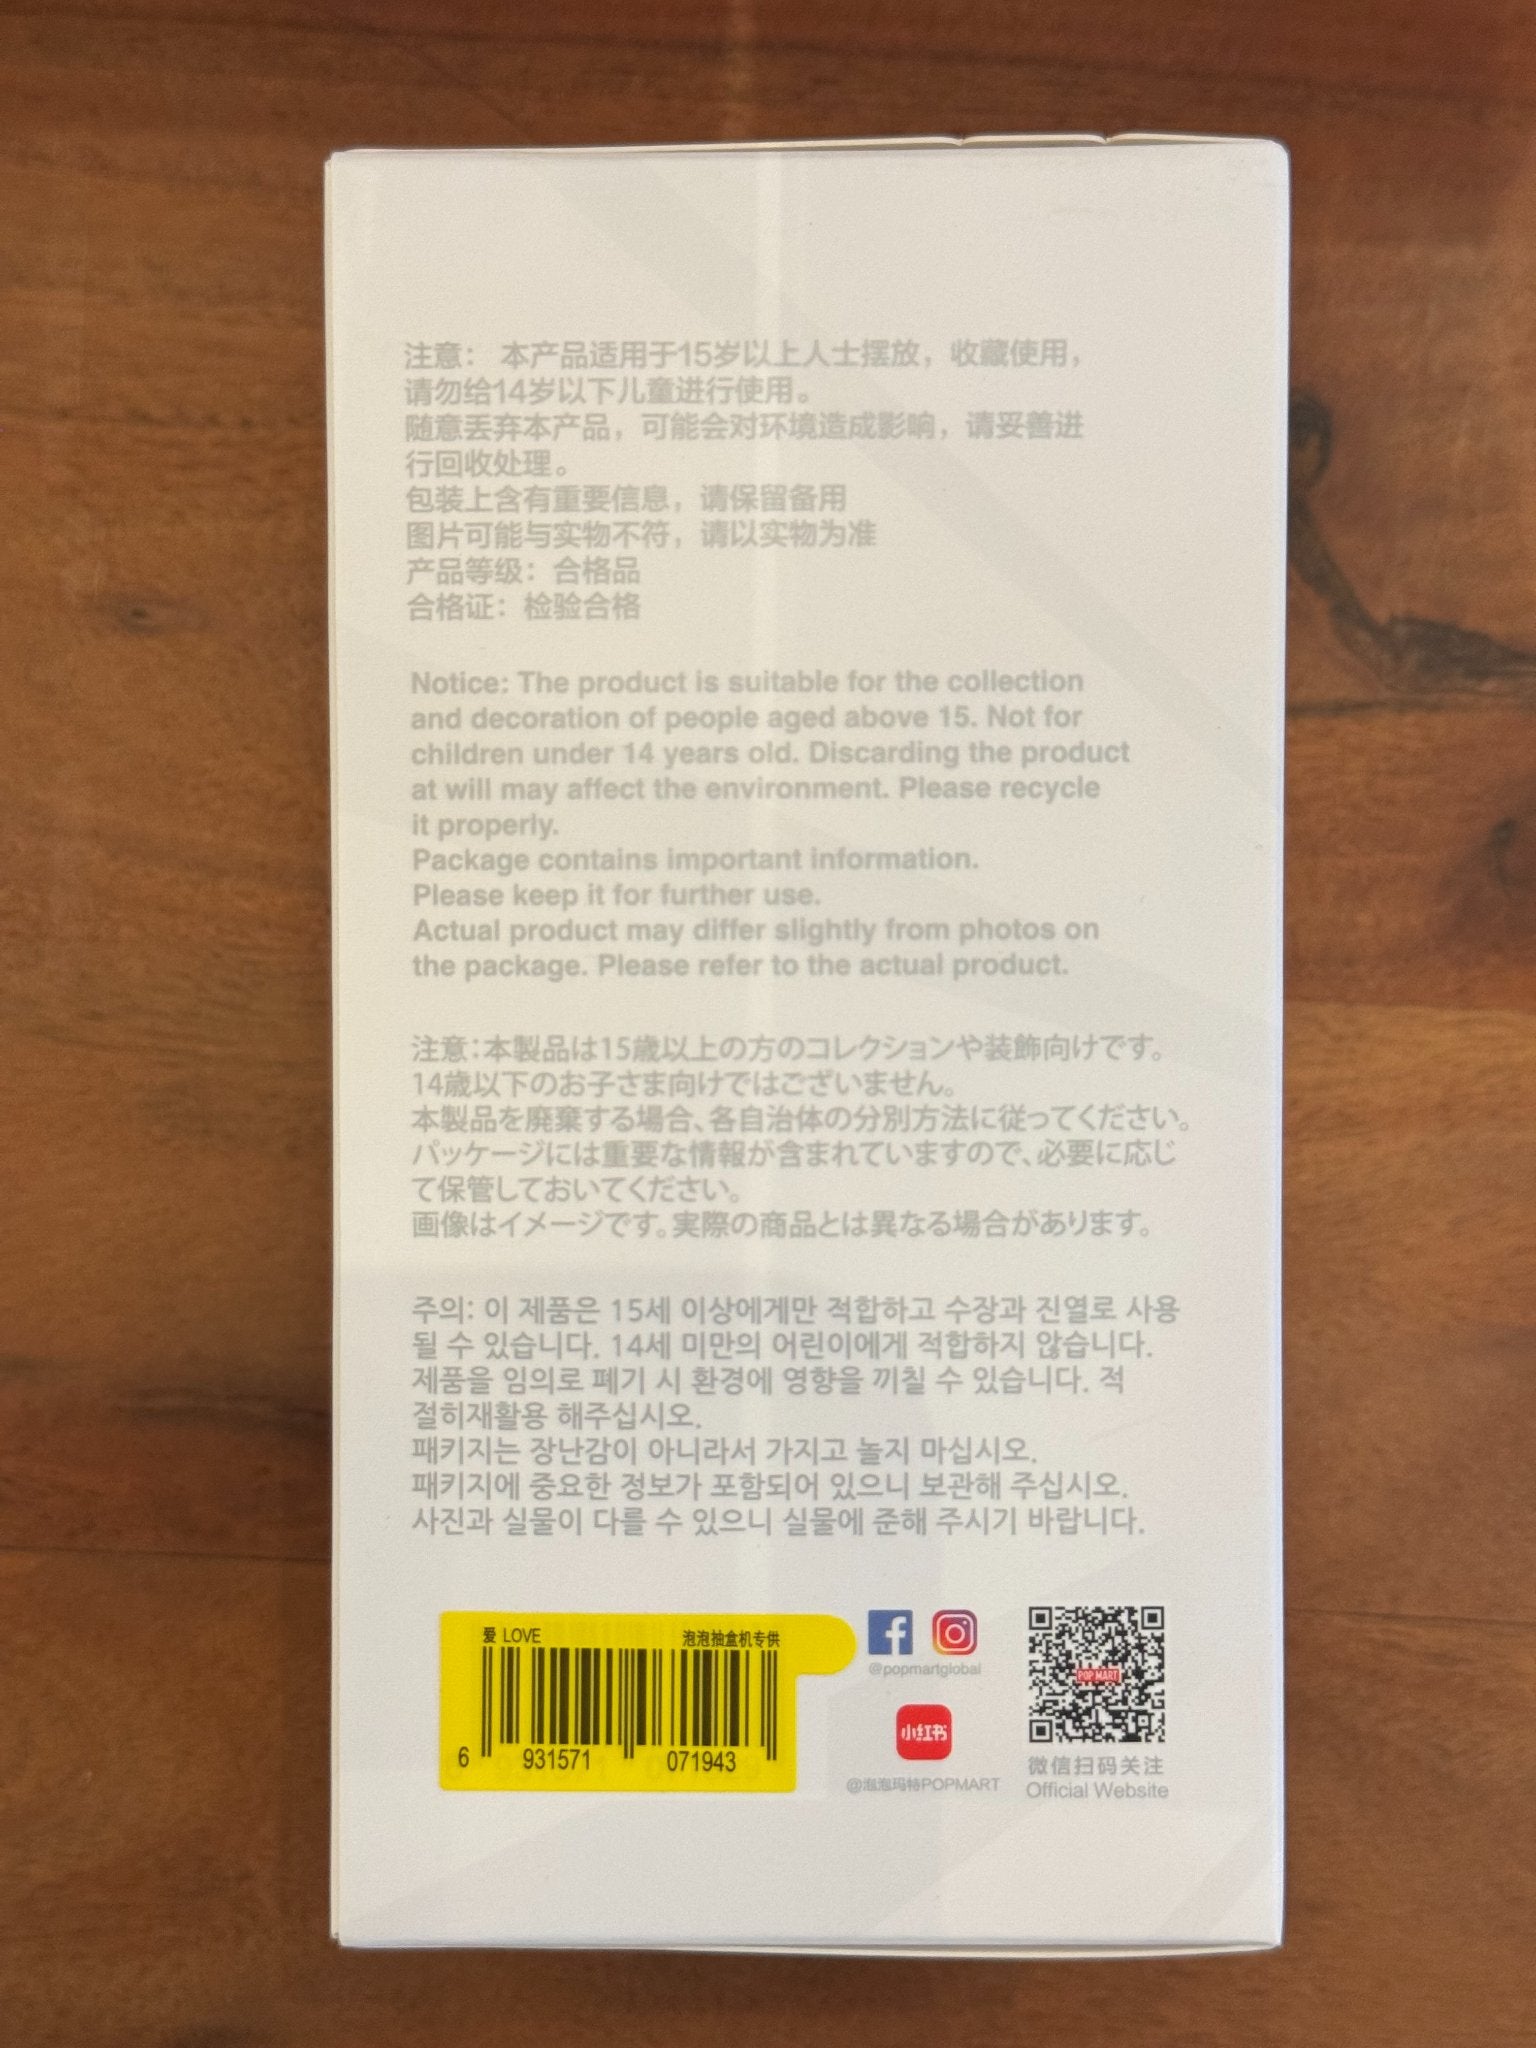 注意： 本产品适用于15岁以上人士摆放，收藏使用，
请勿给14岁以下儿童进行使用。
随意丢弃本产品，可能会对环境造成影响，请妥善进
行回收处理。
包装上含有重要信息，请保留备用
图片可能与实物不符，请以实物为准
产品等级：合格品
合格证：检验合格
Notice: The product is suitable for the collection
and decoration of people aged above 15. Not for
children under 14 years old. Discarding the product
at will may affect the environment. Please recycle
it properly.
Package contains important information.
Please keep it for further use.
Actual product may differ slightly from photos on
the package. Please refer to the actual product.
注意：本製品は15歳以上の方のコレクションや装飾向けです。
14歳以下のお子さま向けではございません。
本製品を廃棄する場合、各自治体の分別方法に従ってください。
パッケージには重要な情報が含まれていますので、必要に応じ
て保管しておいてください。
画像はイメージです。実際の商品とは異なる場合があります。
주의: 이 제품은 15세 이상에게만 적합하고 수장과 진열로 사용
될 수 있습니다. 14세 미만의 어린이에게 적합하지 않습니다.
제품을 임의로 폐기 시 환경에 영향을 끼칠 수 있습니다. 적
절히재활용 해주십시오.
패키지는 장난감이 아니라서 가지고 놀지 마십시오.
패키지에 중요한 정보가 포함되어 있으니 보관해 주십시오.
사진과 실물이 다를 수 있으니 실물에 준해 주시기 바랍니다.
爱 LOVE 泡泡抽盒机专供
6 931571 071943
@popmartglobal
小红书
@泡泡玛特POPMART
POP MART
微信扫码关注
Official Website